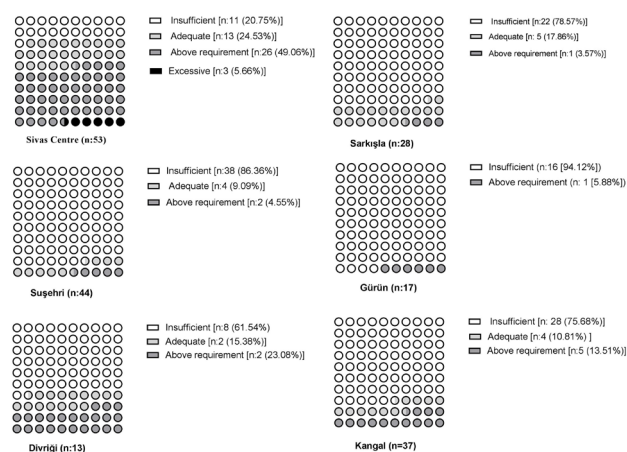 Insufficient [n:11 (20.75%)]
Adequate [n:13 (24.53%)]
Above requirement [n:26 (49.06%)]
Excessive [n:3 (5.66%)]
Sivas Centre (n:53)
Insufficient [n:22 (78.57%)]
Adequate [n: 5 (17.86%)]
Above requirement [n:1 (3.57%)]
Sarkışla (n:28)
Insufficient [n:38 (86.36%)]
Adequate [n:4 (9.09%)]
Above requirement [n:2 (4.55%)]
Suşehri (n:44)
Insufficient (n:16 [94.12%)]
Above requirement (n: 1 [5.88%])
Gürün (n:17)
Insufficient [n:8 (61.54%)
Adequate [n:2 (15.38%)]
Above requirement [n:2 (23.08%)]
Divriği (n:13)
Insufficient [n: 28 (75.68%)]
Adequate [n:4 (10.81%) ]
Above requirement [n:5 (13.51%)]
Kangal (n=37)